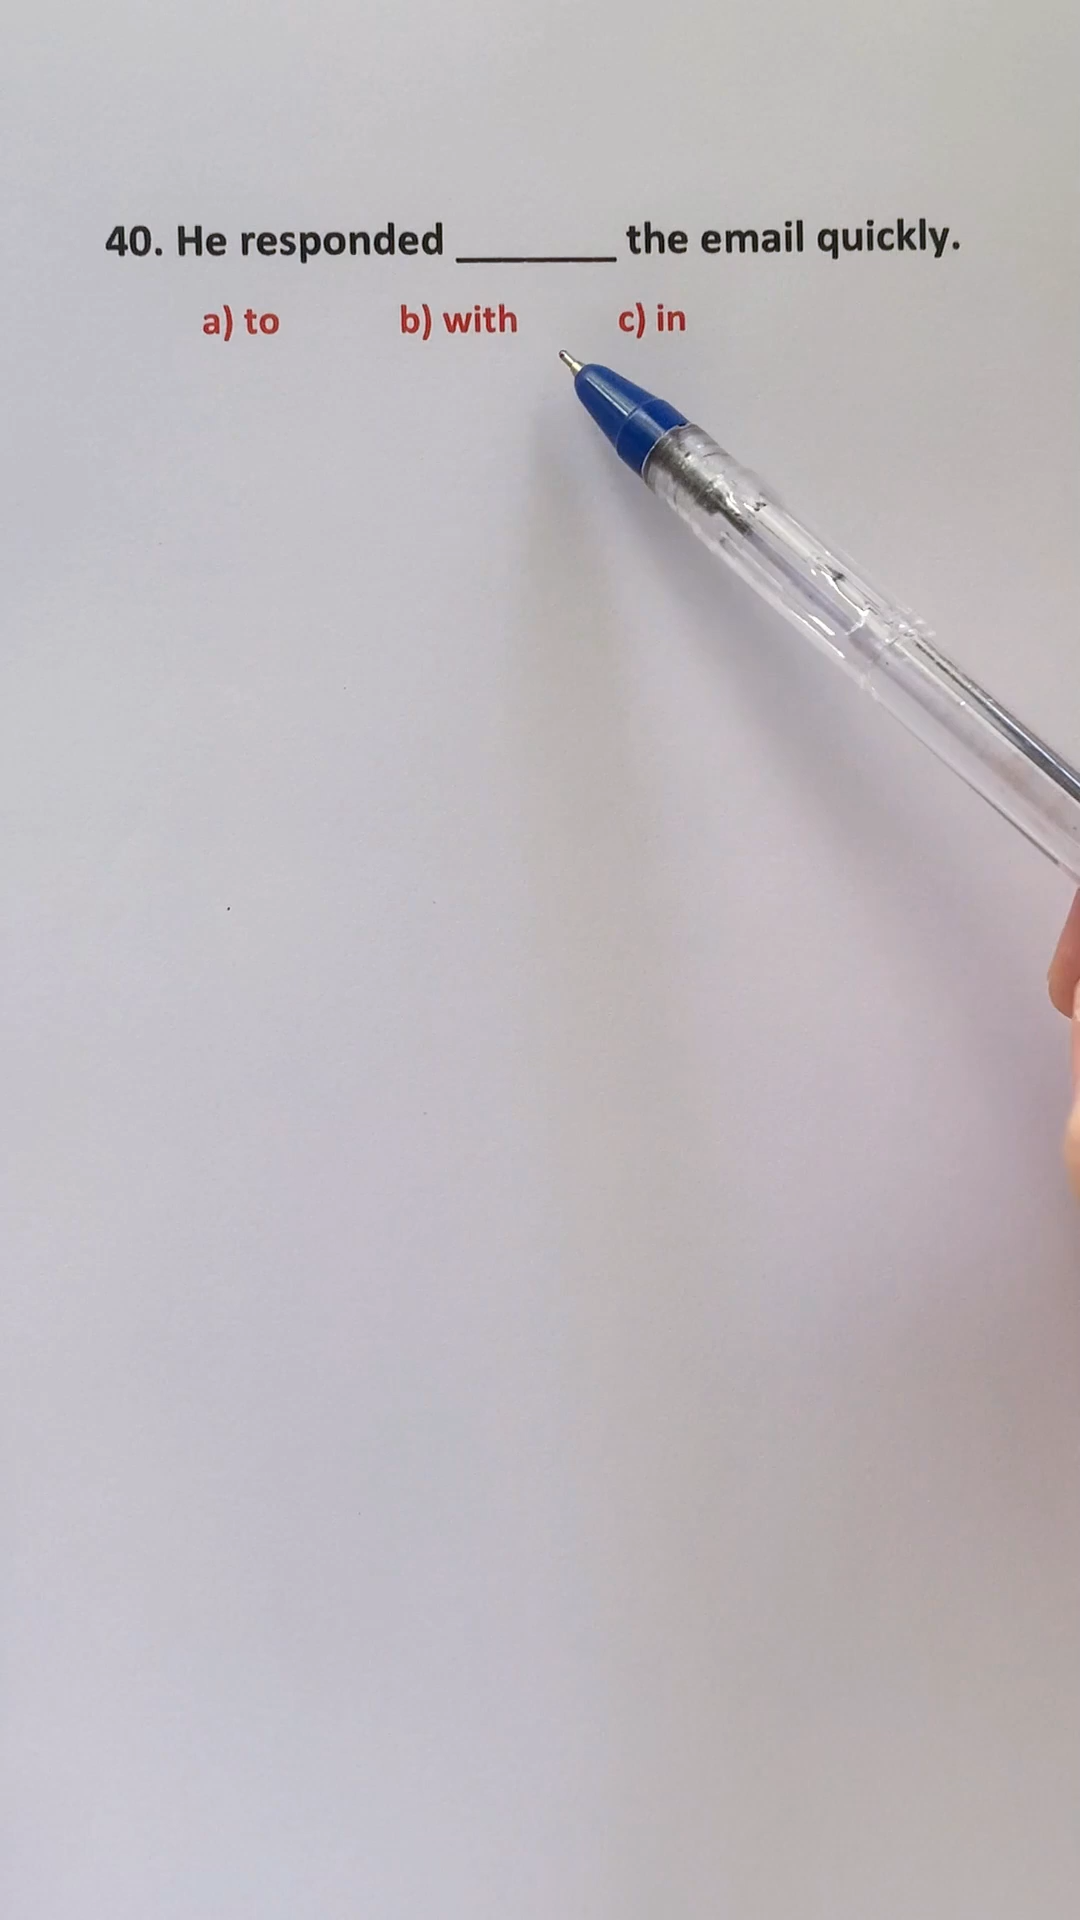 40. He responded ________ the email quickly.
a) to b) with c) in